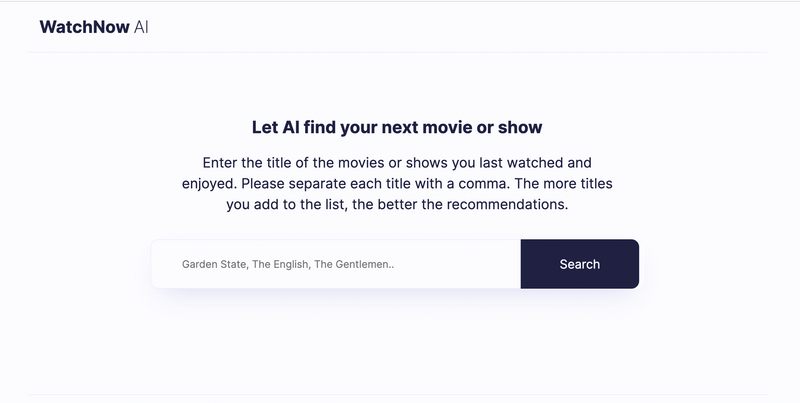 WatchNow AI
Let AI find your next movie or show
Enter the title of the movies or shows you last watched and
enjoyed. Please separate each title with a comma. The more titles
you add to the list, the better the recommendations.
Garden State, The English, The Gentlemen..
Search